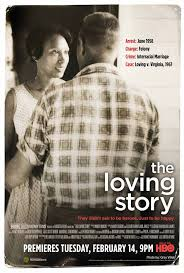 Arrest: June 1958
Charge: Felony
Crime: Interracial Marriage
Case: Loving v. Virginia, 1967
the
loving
story
They didn't ask to be heroes. Just to be happy.
PREMIERES TUESDAY, FEBRUARY 14, 9PM HBO